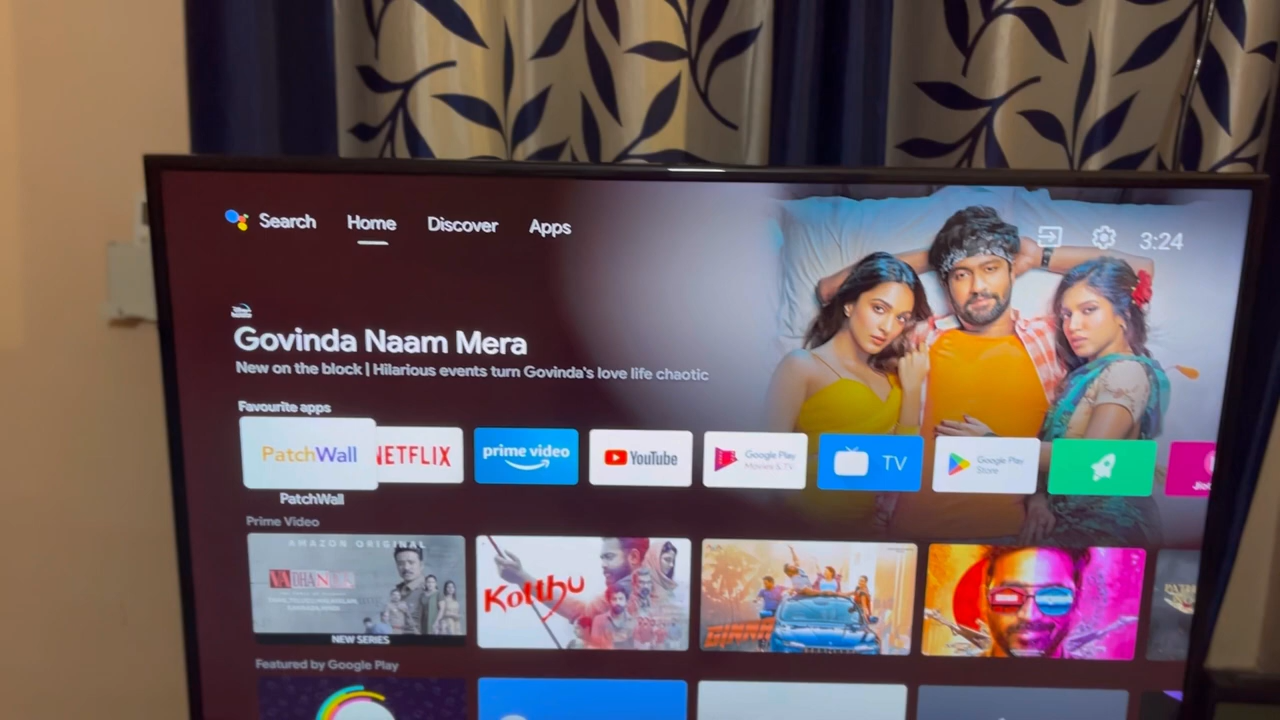 Search Home Discover Apps 3:24
Govinda Naam Mera
New on the block | Hilarious events turn Govinda's love life chaotic
Favourite apps
PatchWall NETFLIX prime video YouTube Google Play Movies & TV TV Google Play Store
PatchWall
Prime Video
AMAZON ORIGINAL
VADHANDHI
Kotthu
NEW SERIES
Featured by Google Play